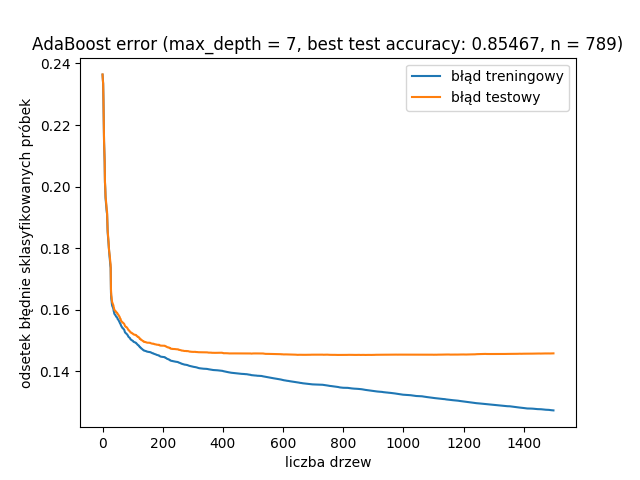 AdaBoost error (max_depth = 7, best test accuracy: 0.85467, n = 789)
0.24
0.22
0.20
0.18
0.16
0.14
odsetek błędnie sklasyfikowanych próbek
błąd treningowy
błąd testowy
0 200 400 600 800 1000 1200 1400
liczba drzew